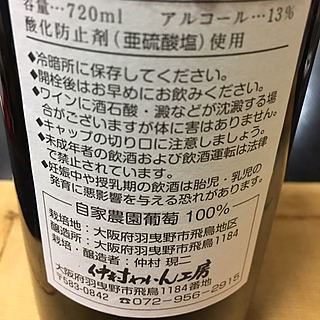 容量…720ml　アルコール…13%
酸化防止剤(亜硫酸塩)使用
●冷暗所に保存してください。
●開栓後はお早めにお飲みください。
●ワインに酒石酸・澱などが沈澱する場
合がございますが体に害はありません。
●キャップの切り口に注意しましょう。
●未成年者の飲酒および飲酒運転は法律
で禁止されています。
●妊娠中や授乳期の飲酒は胎児・乳児の
発育に悪影響を与える恐れがあります。
自家農園葡萄 100%
栽培地：大阪府羽曳野市飛鳥地区
醸造所：大阪府羽曳野市飛鳥1184
栽培・醸造者：仲村 現二
仲村わいん工房
大阪府羽曳野市飛鳥1184番地
〒583-0842 ☎072-956-2915